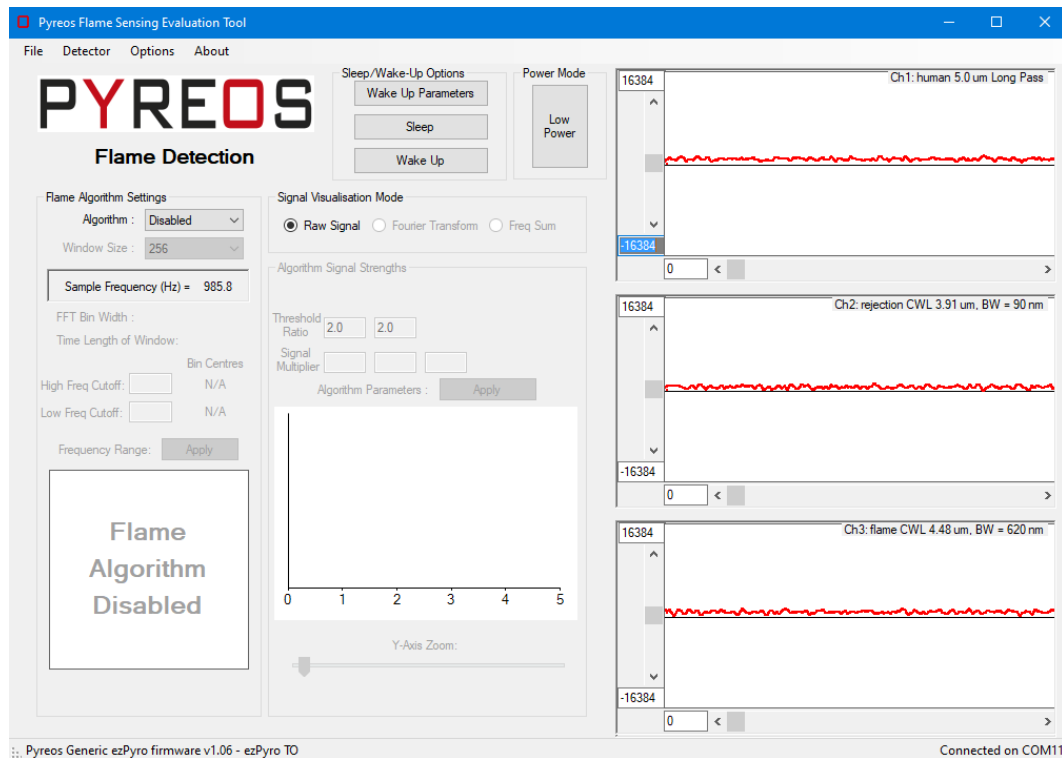 Pyreos Flame Sensing Evaluation Tool
File Detector Options About
PYREOS
Flame Detection
Sleep/Wake-Up Options
Wake Up Parameters
Sleep
Wake Up
Power Mode
Low
Power
Flame Algorithm Settings
Algorithm : Disabled
Window Size : 256
Sample Frequency (Hz) = 985.8
FFT Bin Width :
Time Length of Window:
Bin Centres
High Freq Cutoff: N/A
Low Freq Cutoff: N/A
Frequency Range: Apply
Flame
Algorithm
Disabled
Signal Visualisation Mode
Raw Signal Fourier Transform Freq Sum
Algorithm Signal Strengths
Threshold
Ratio 2.0 2.0
Signal
Multiplier
Algorithm Parameters : Apply
0 1 2 3 4 5
Y-Axis Zoom:
16384 Ch1: human 5.0 um Long Pass
-16384
0
16384 Ch2: rejection CWL 3.91 um, BW = 90 nm
-16384
0
16384 Ch3: flame CWL 4.48 um, BW = 620 nm
-16384
0
Pyreos Generic ezPyro firmware v1.06 - ezPyro TO Connected on COM11